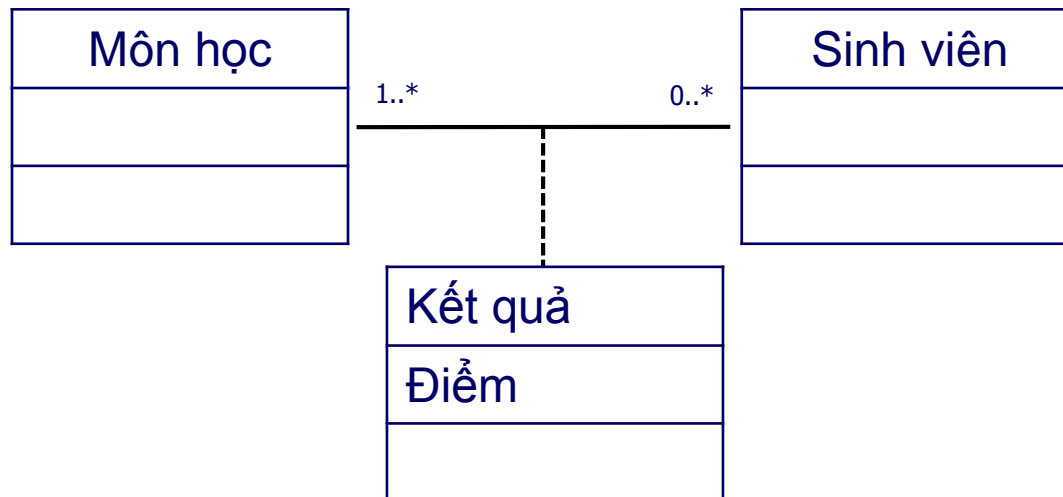 Môn học
Sinh viên
1..*
0..*
Kết quả
Điểm